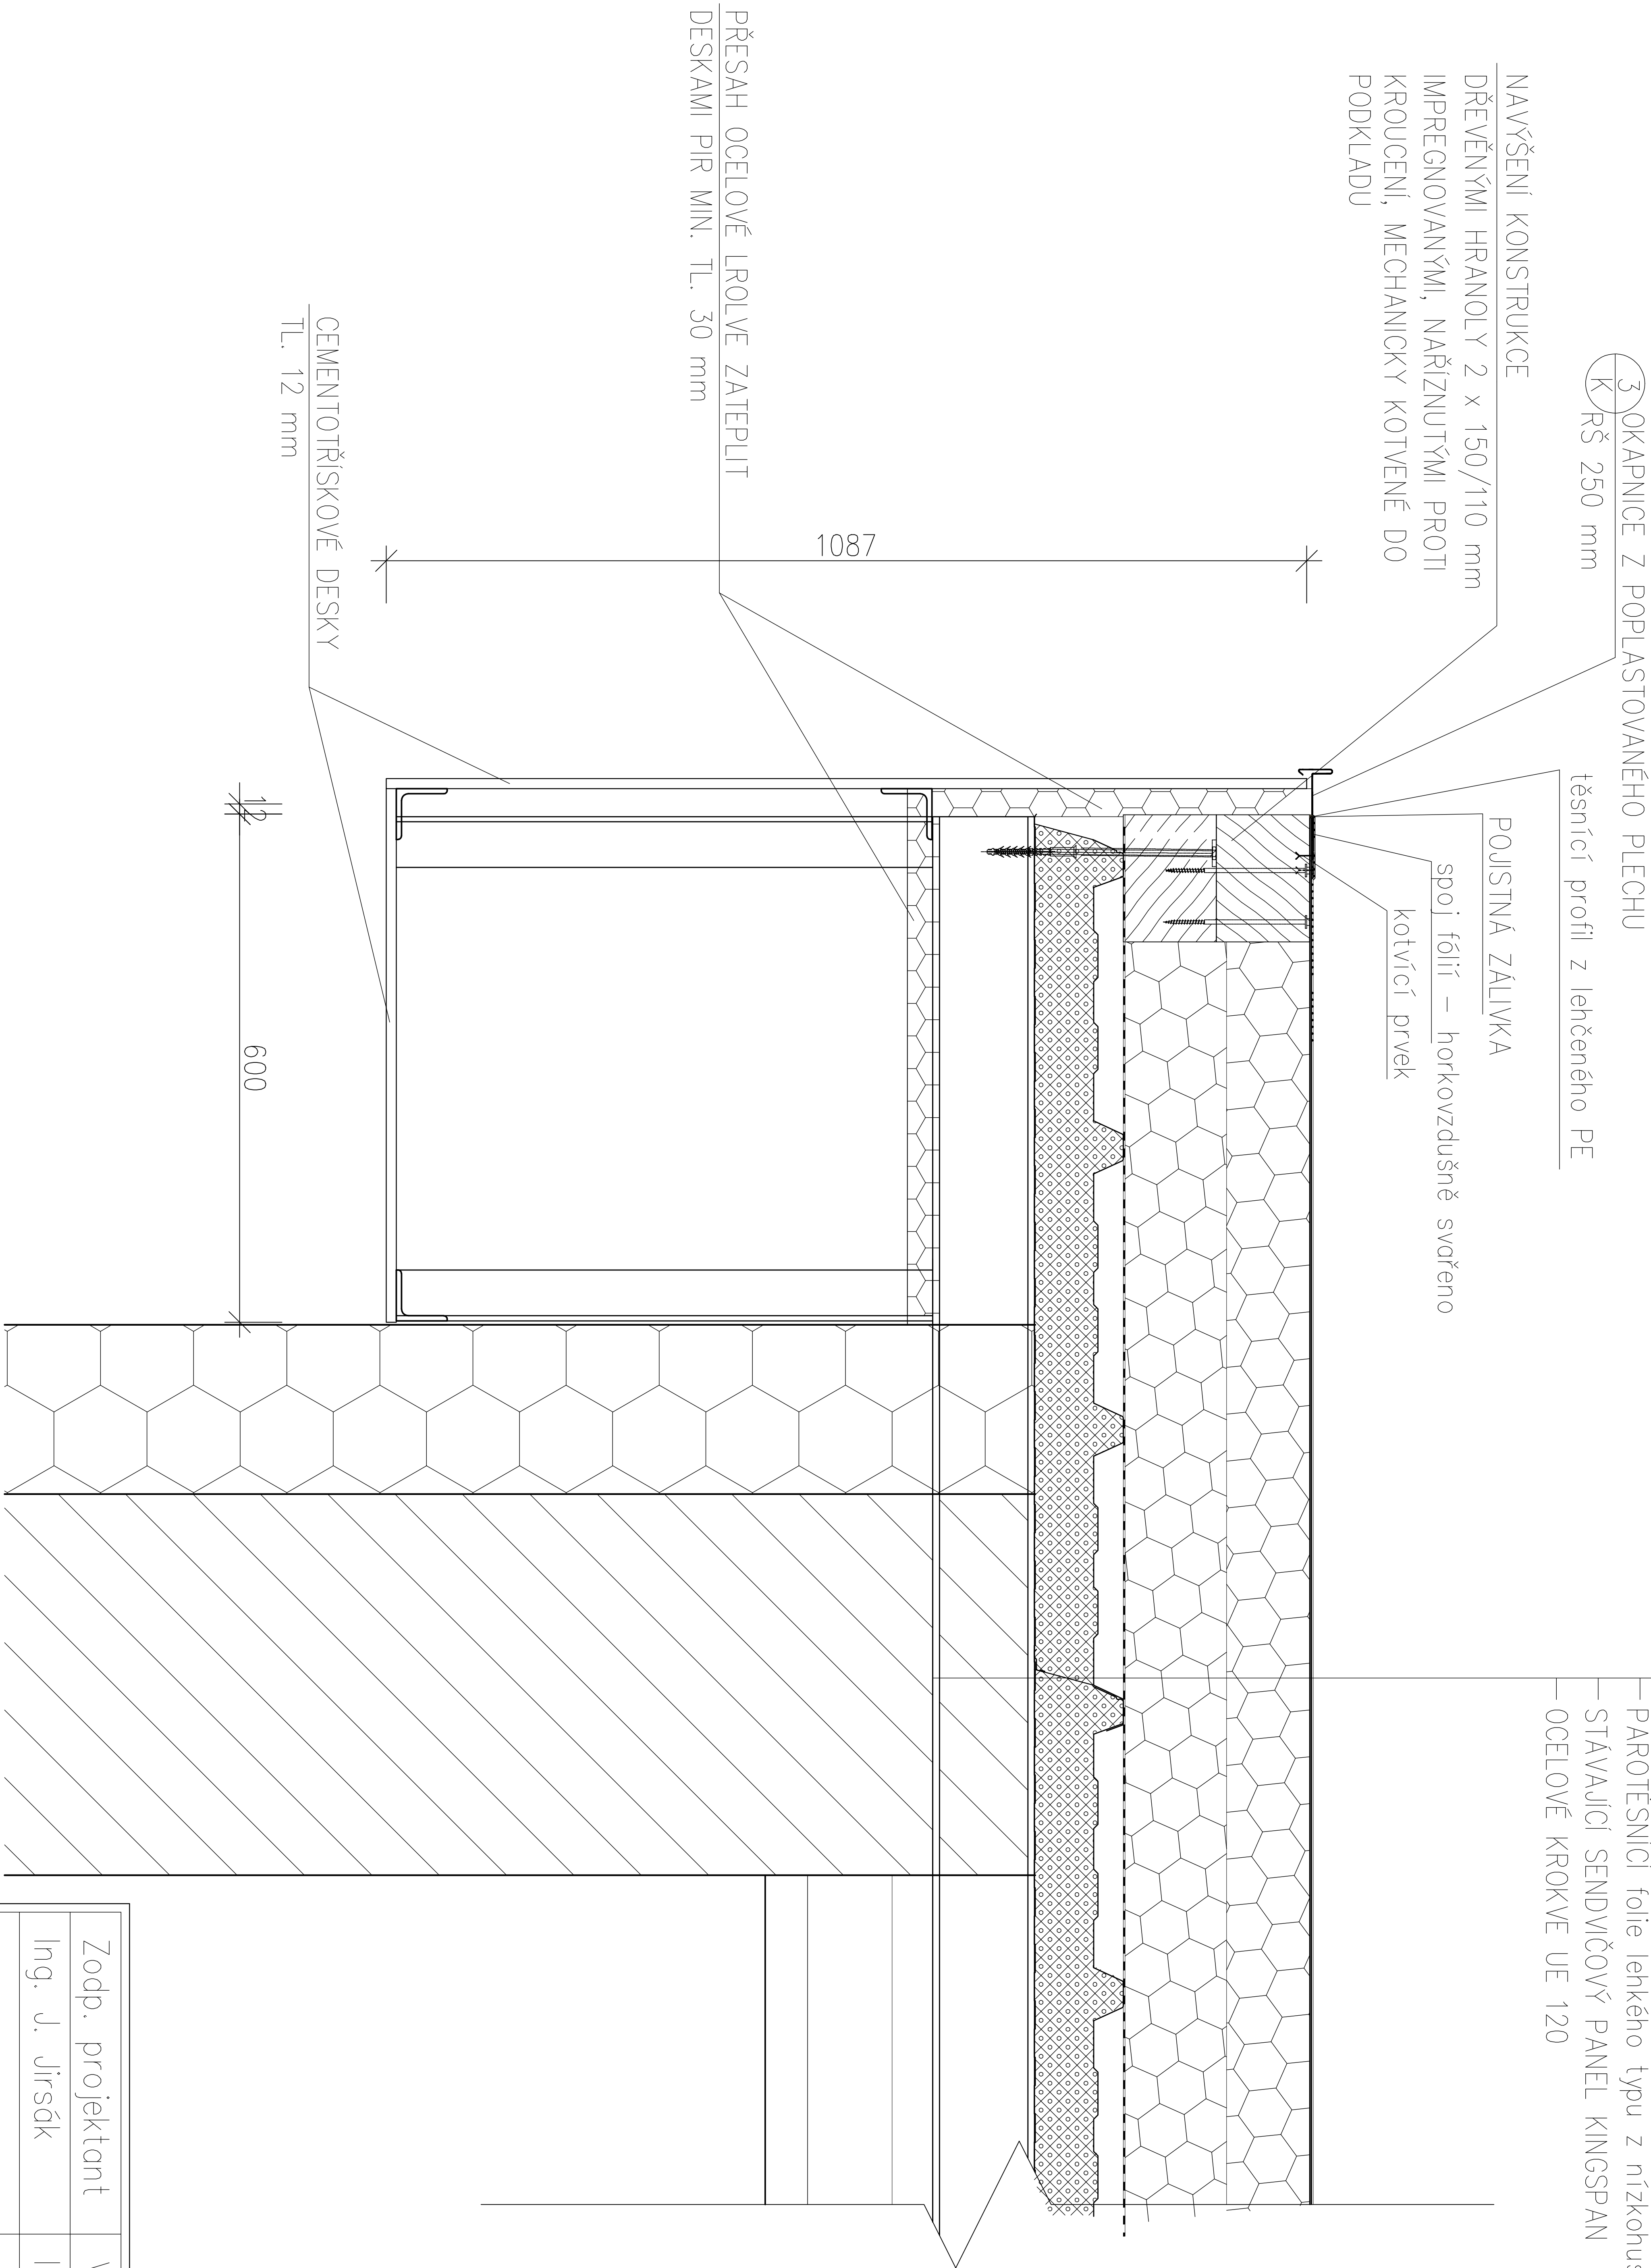 3
K
OKAPNICE Z POPLASTOVANÉHO PLECHU
RŠ 250 mm
NAVÝŠENÍ KONSTRUKCE
DŘEVĚNÝMI HRANOLY 2 x 150/110 mm
IMPREGNOVANÝMI, NAŘÍZNUTÝMI PROTI
KROUCENÍ, MECHANICKY KOTVENÉ DO
PODKLADU
těsnící profil z lehčeného PE
POJISTNÁ ZÁLIVKA
spoj fólií – horkovzdušně svařeno
kotvící prvek
PAROTĚSNÍCÍ folie lehkého typu z
STÁVAJÍCÍ SENDVIČOVÝ PANEL KINGSPAN
OCELOVÉ KROKVE UE 120
PŘESAH OCELOVÉ LROLVE ZATEPLIT
DESKAMI PIR MIN. TL. 30 mm
1087
CEMENTOTŘÍSKOVÉ DESKY
TL. 12 mm
12
600
Zodp. projektant
Ing. J. Jirsák